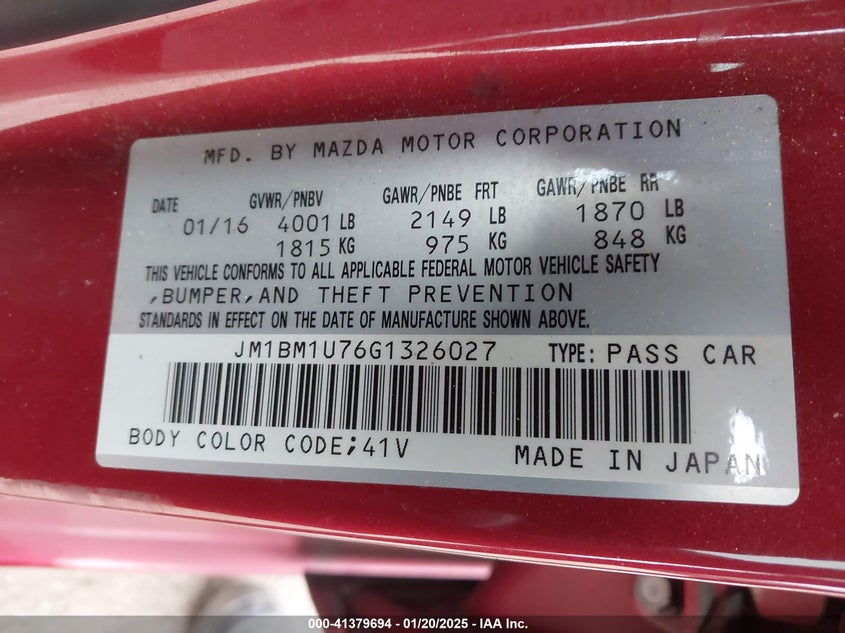 MFD. BY MAZDA MOTOR CORPORATION
DATE GVWR/PNBV GAWR/PNBE FRT GAWR/PNBE RR
01/16 4001 LB 2149 LB 1870 LB
1815 KG 975 KG 848 KG
THIS VEHICLE CONFORMS TO ALL APPLICABLE FEDERAL MOTOR VEHICLE SAFETY
,BUMPER,AND THEFT PREVENTION
STANDARDS IN EFFECT ON THE DATE OF MANUFACTURE SHOWN ABOVE.
JM1BM1U76G1326027 TYPE: PASS CAR
BODY COLOR CODE;41V MADE IN JAPAN
000-41379694 - 01/20/2025 - IAA Inc.